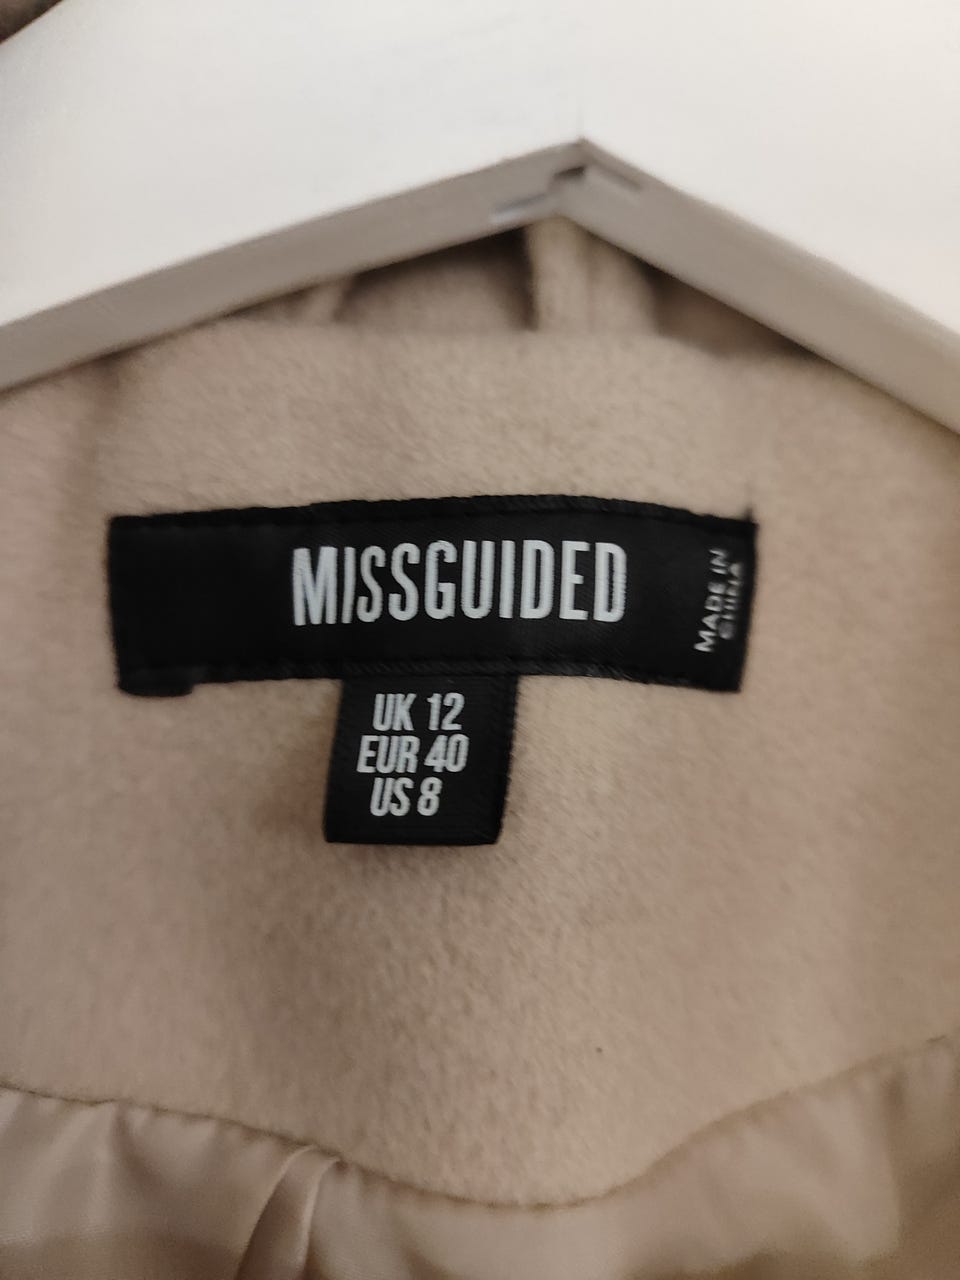 MISSGUIDED
MADE IN
CHINA
UK 12
EUR 40
US 8